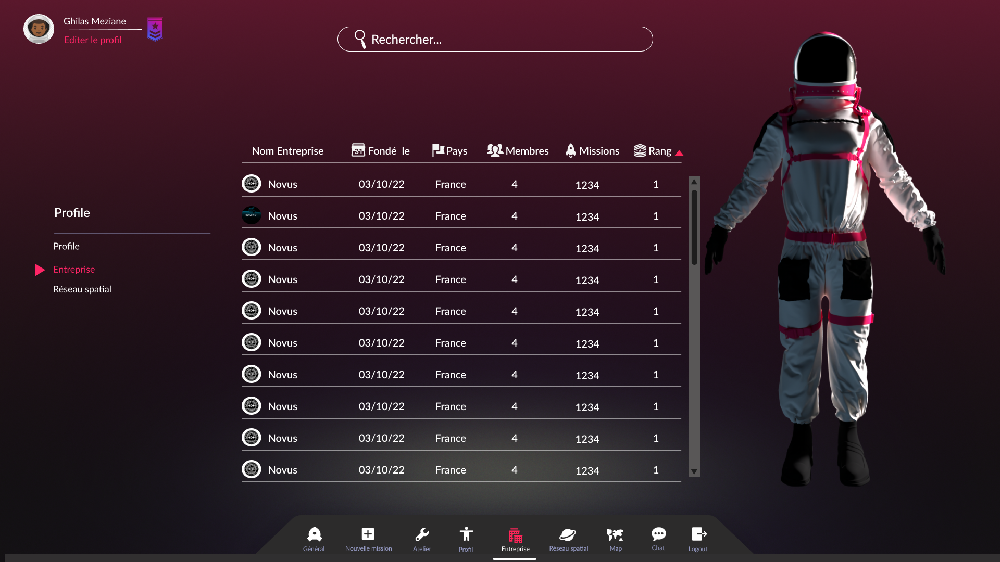 Ghilas Meziane
Editer le profil
Rechercher...
Nom Entreprise 31 Fondé le Pays Membres Missions Rang
Novus 03/10/22 France 4 1234 1
SPACEX Novus 03/10/22 France 4 1234 1
Novus 03/10/22 France 4 1234 1
Novus 03/10/22 France 4 1234 1
Novus 03/10/22 France 4 1234 1
Novus 03/10/22 France 4 1234 1
Novus 03/10/22 France 4 1234 1
Novus 03/10/22 France 4 1234 1
Novus 03/10/22 France 4 1234 1
Novus 03/10/22 France 4 1234 1
Profile
Profile
Entreprise
Réseau spatial
Général Nouvelle mission Atelier Profil Entreprise Réseau spatial Map Chat Logout